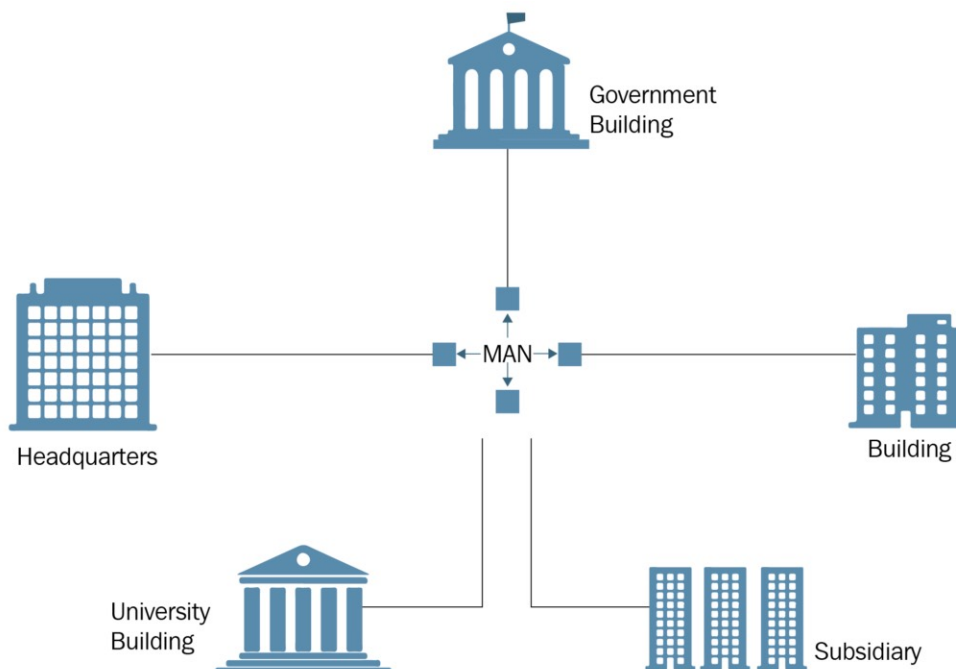 Government
Building
MAN
Headquarters
Building
University
Building
Subsidiary